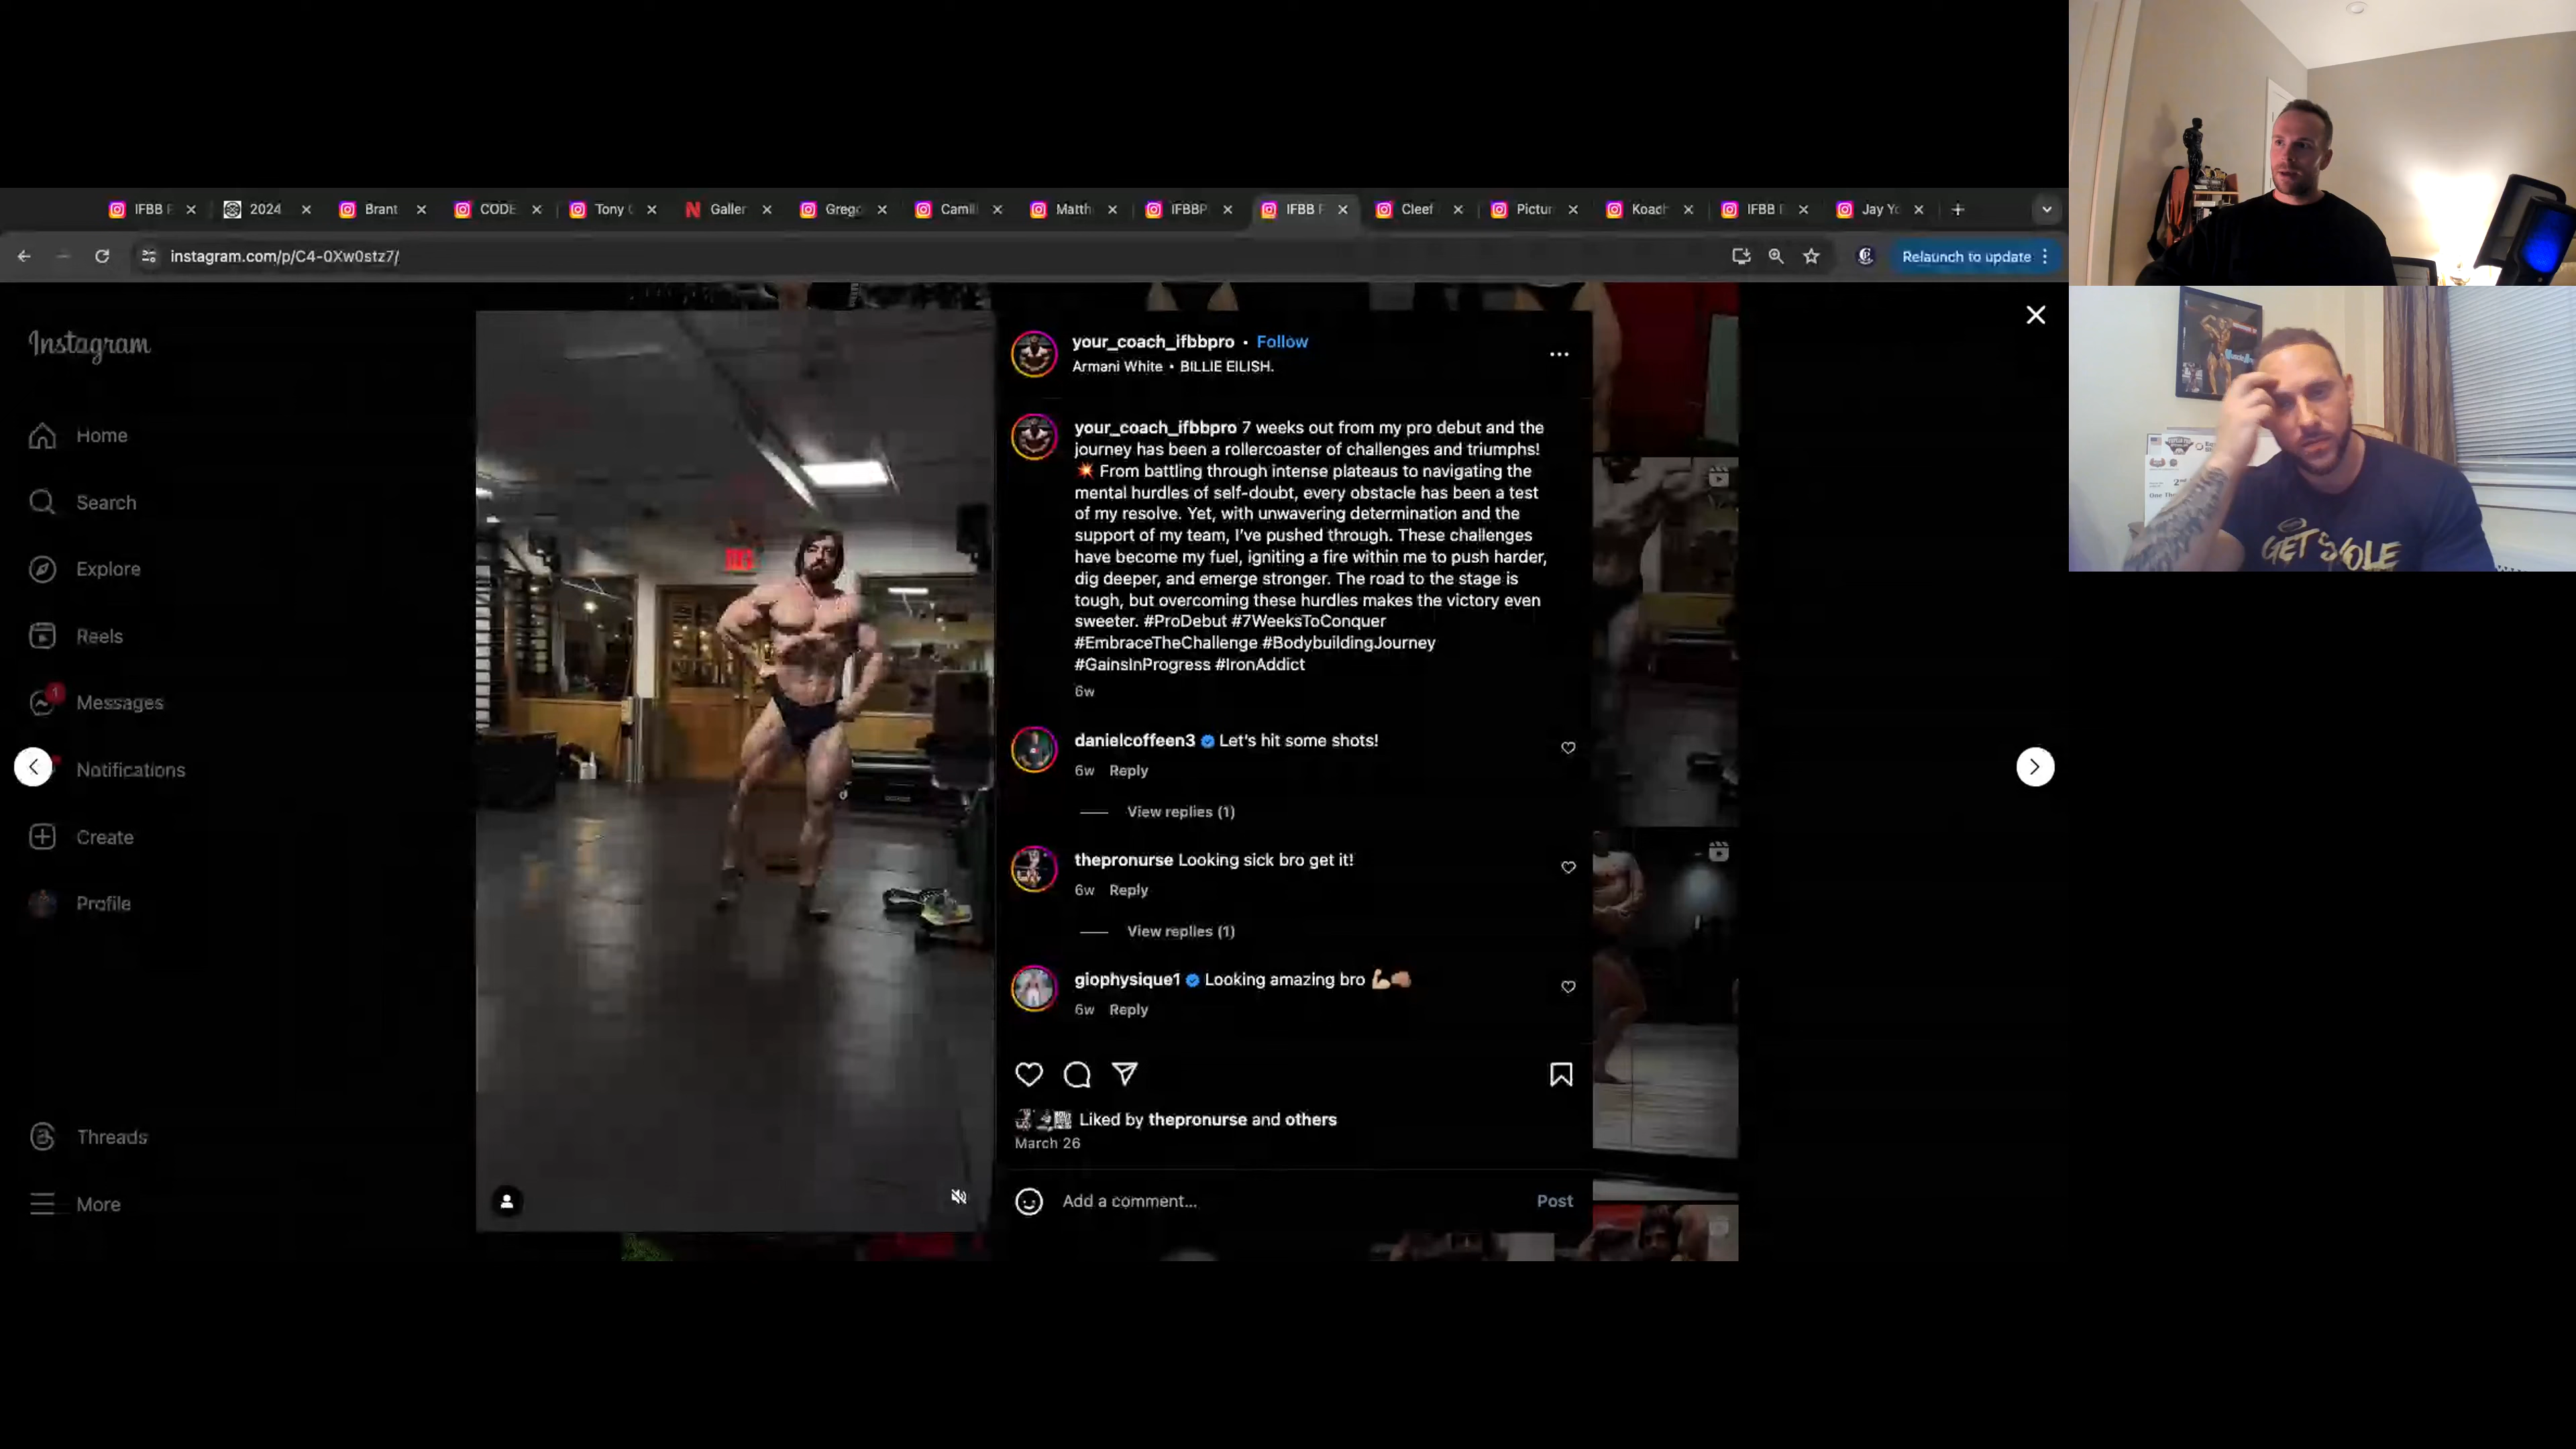 IFBB F
2024
Brant
CODE
Tony
Galler
Grego
Camill
Matth
IFBBP
IFBB F
Cleef
Pictur
Koach
IFBB
Jay Yo
instagram.com/p/C4-0Xw0stz7/
Relaunch to update
Instagram
Home
Search
Explore
Reels
1
Messages
Notifications
Create
Profile
Threads
More
your_coach_ifbbpro • Follow
Armani White • BILLIE EILISH.
your_coach_ifbbpro 7 weeks out from my pro debut and the
journey has been a rollercoaster of challenges and triumphs!
💥 From battling through intense plateaus to navigating the
mental hurdles of self-doubt, every obstacle has been a test
of my resolve. Yet, with unwavering determination and the
support of my team, I've pushed through. These challenges
have become my fuel, igniting a fire within me to push harder,
dig deeper, and emerge stronger. The road to the stage is
tough, but overcoming these hurdles makes the victory even
sweeter. #ProDebut #7WeeksToConquer
#EmbraceTheChallenge #BodybuildingJourney
#GainsInProgress #IronAddict
6w
danielcoffeen3 Let's hit some shots!
6w Reply
View replies (1)
thepronurse Looking sick bro get it!
6w Reply
View replies (1)
giophysique1 Looking amazing bro 💪🏼👊🏼
6w Reply
Liked by thepronurse and others
March 26
Add a comment...
Post